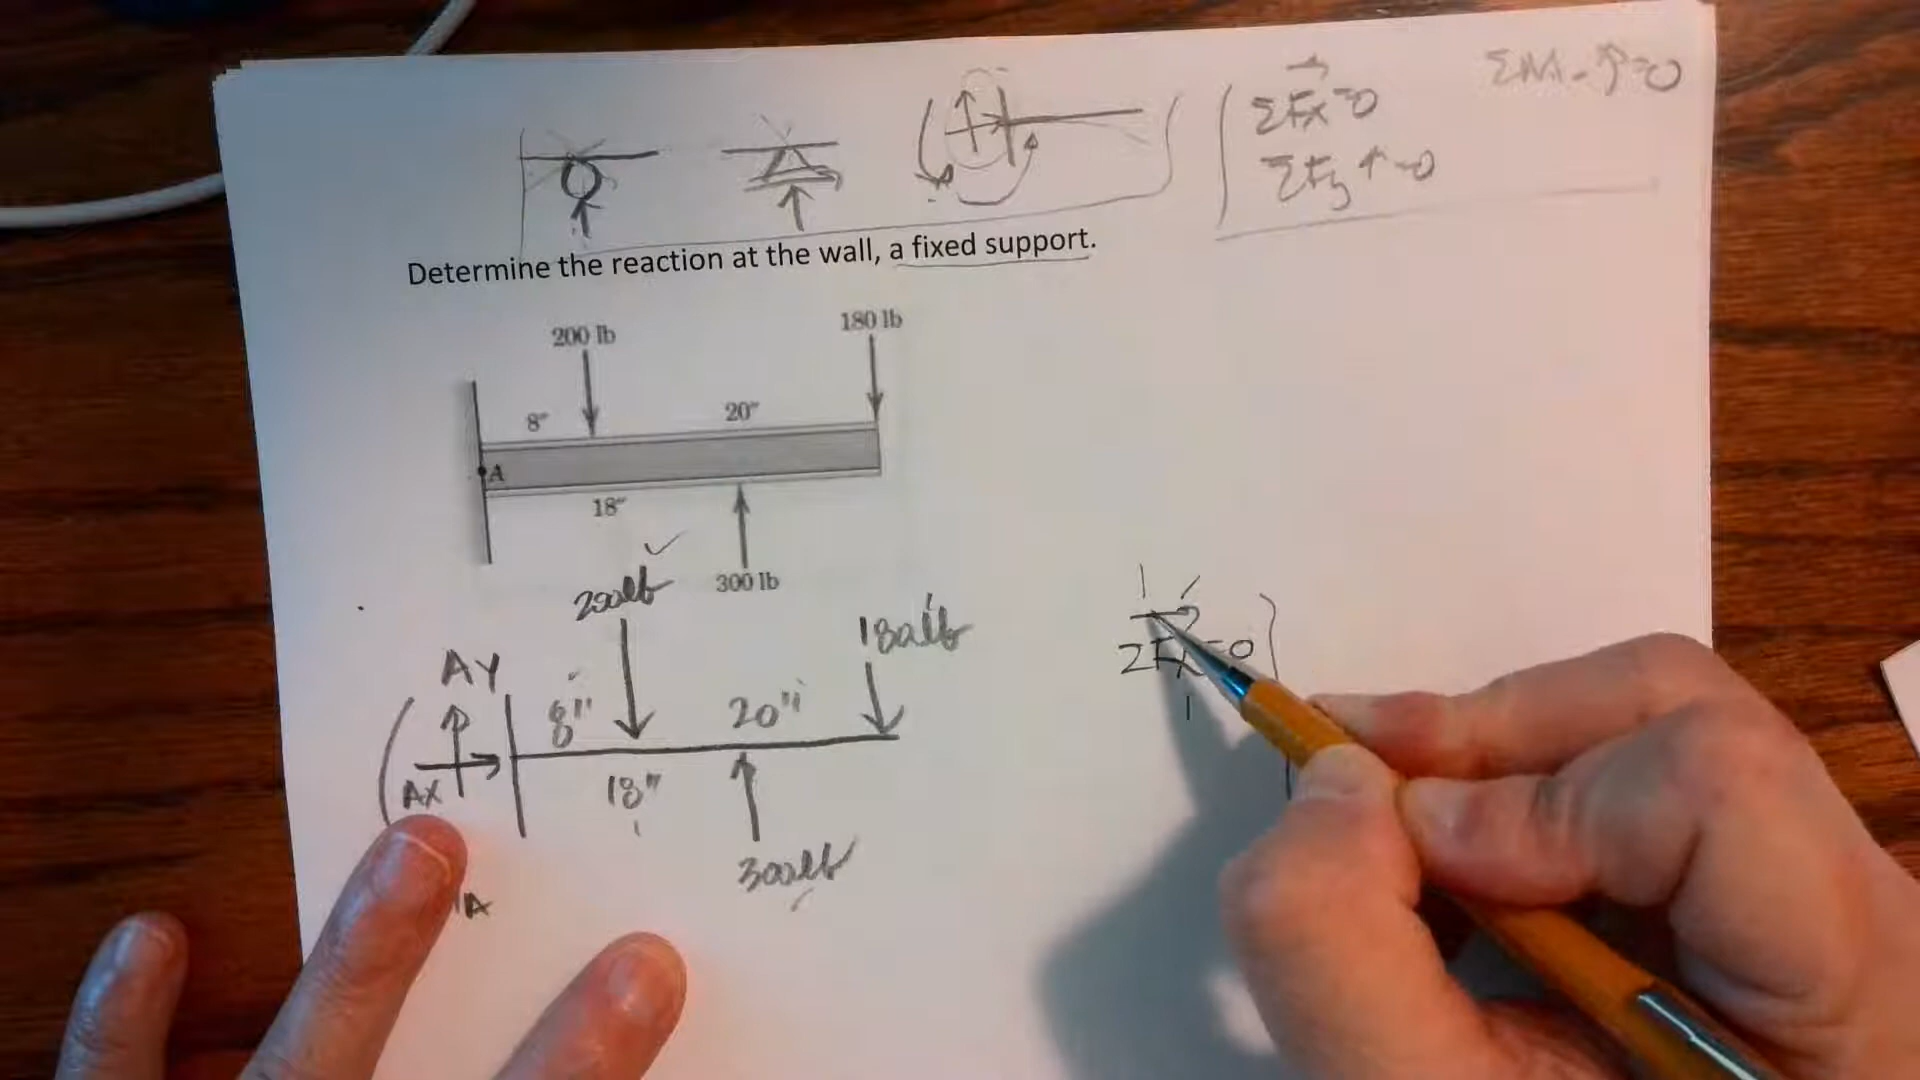 ΣFx=0
ΣM
=0
ΣFy↑=0
Determine the reaction at the wall, a fixed support.
200 lb
180 lb
8"
20"
A
18"
300 lb
200lb
180lb
AY
8"
20"
AX
18"
300lb
A
ΣFx=0